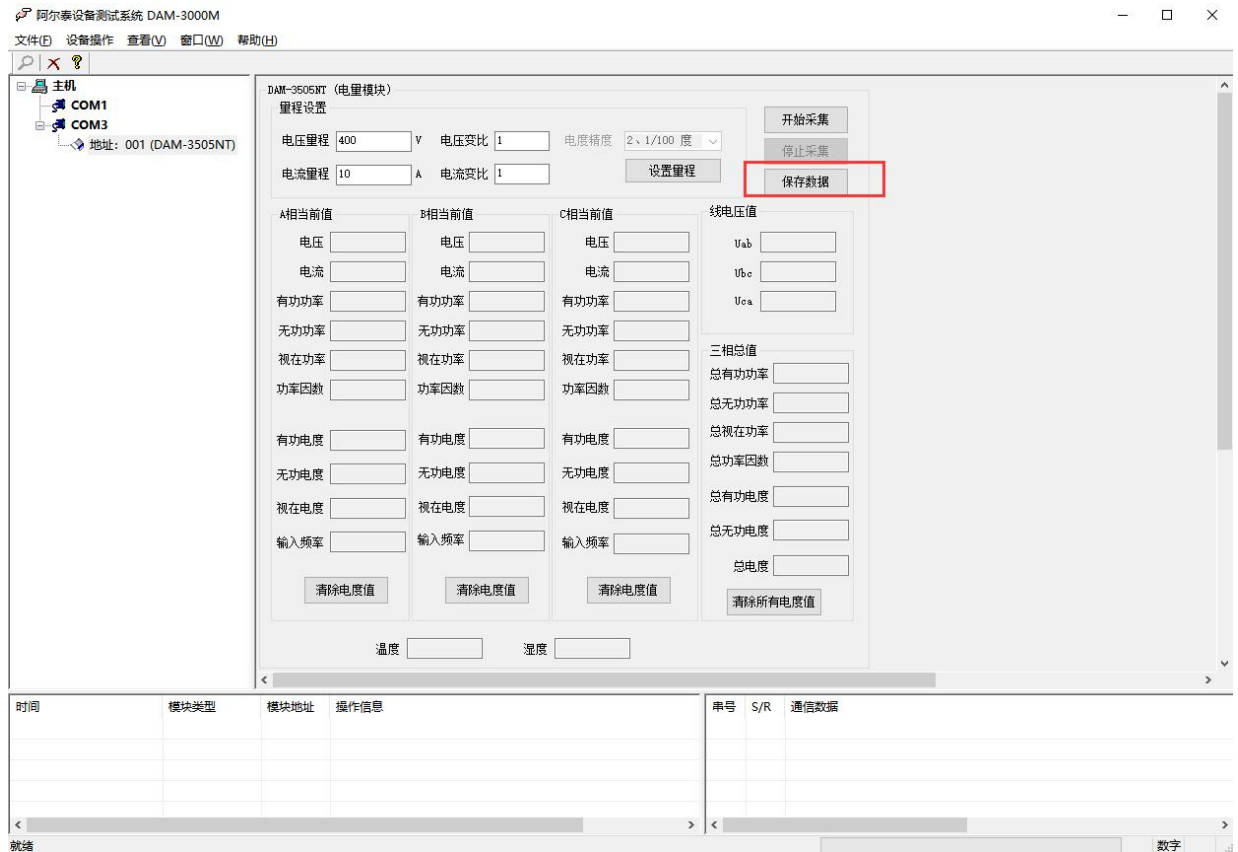 阿尔泰设备测试系统 DAM-3000M
文件(F) 设备操作 查看(V) 窗口(W) 帮助(H)
主机
COM1
COM3
地址：001 (DAM-3505NT)
DAM-3505NT (电量模块)
量程设置
电压量程 400 V 电压变比 1 电度精度 2、1/100 度
电流量程 10 A 电流变比 1 设置量程
开始采集
停止采集
保存数据
A相当前值
电压
电流
有功功率
无功功率
视在功率
功率因数
有功电度
无功电度
视在电度
输入频率
清除电度值
B相当前值
电压
电流
有功功率
无功功率
视在功率
功率因数
有功电度
无功电度
视在电度
输入频率
清除电度值
C相当前值
电压
电流
有功功率
无功功率
视在功率
功率因数
有功电度
无功电度
视在电度
输入频率
清除电度值
线电压值
Uab
Ubc
Uca
三相总值
总有功功率
总无功功率
总视在功率
总功率因数
总有功电度
总无功电度
总电度
清除所有电度值
温度 湿度
时间 模块类型 模块地址 操作信息
串号 S/R 通信数据
就绪 数字